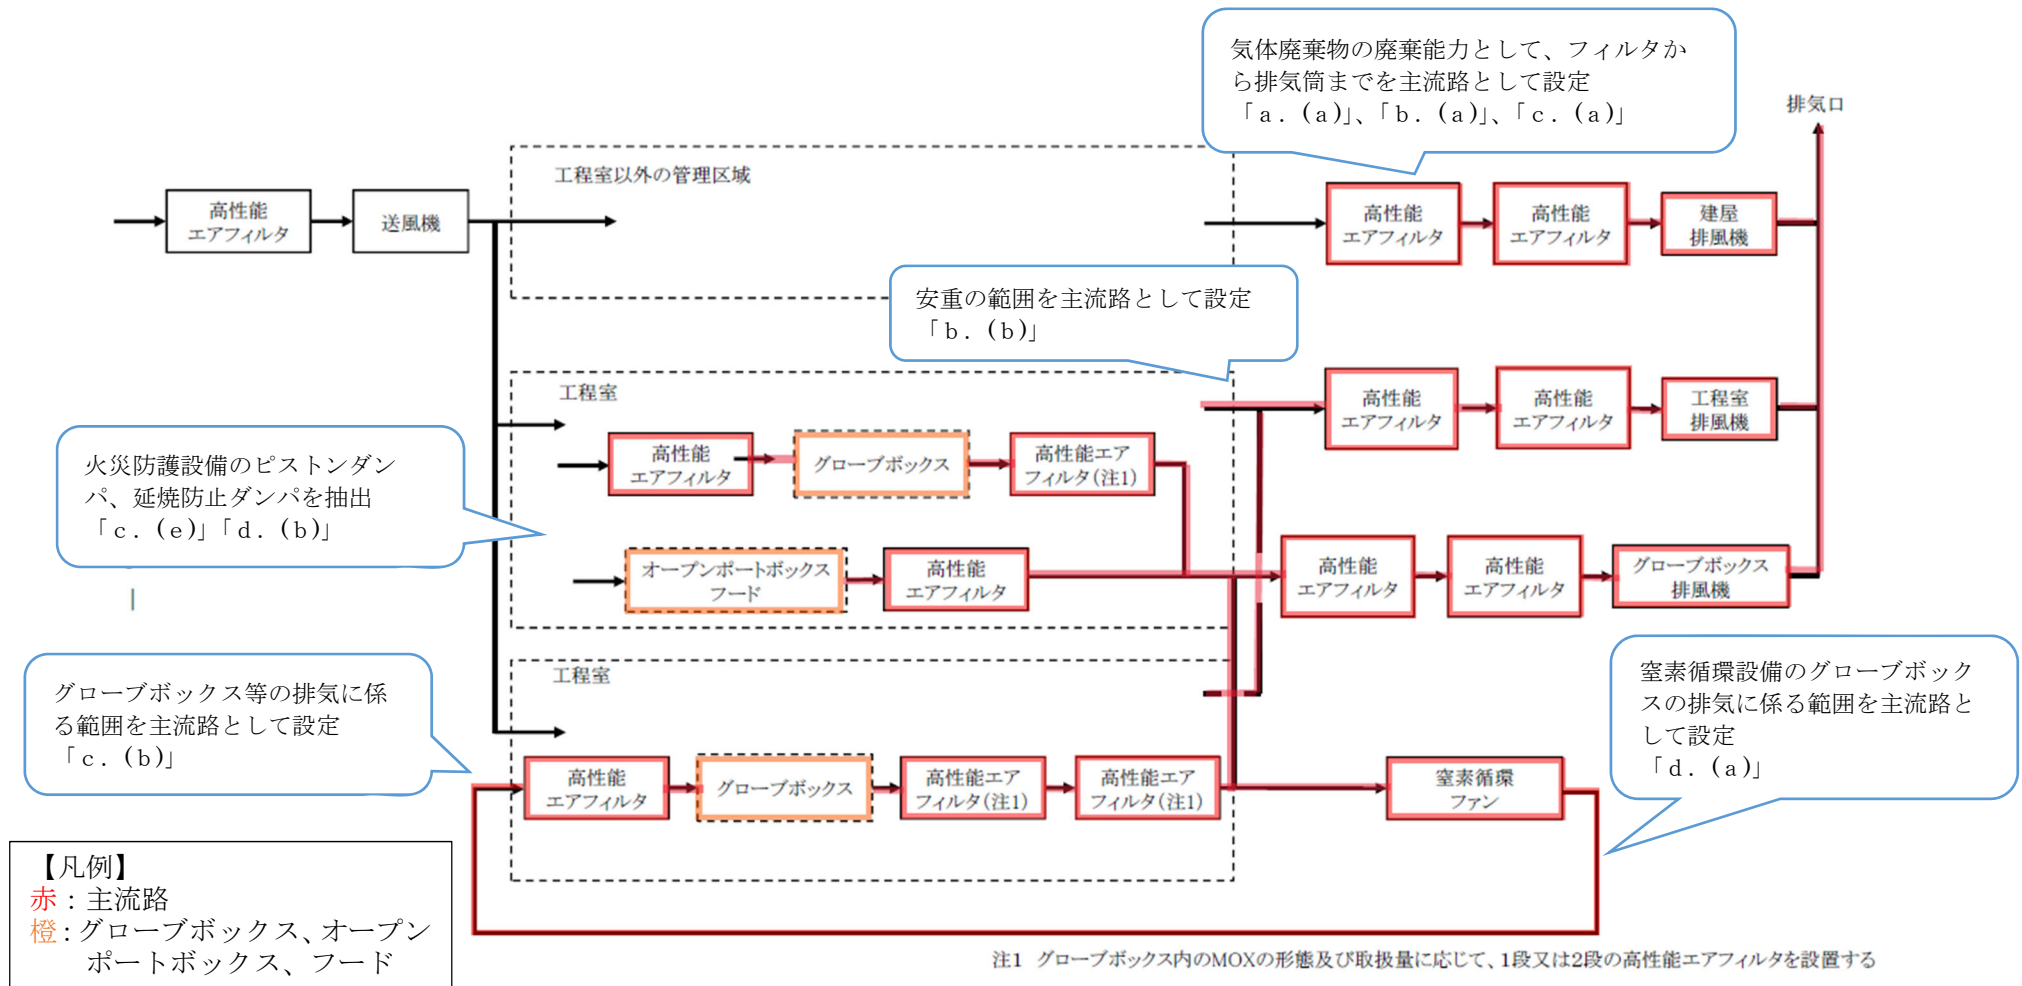 気体廃棄物の廃棄能力として、フィルタか
ら排気筒までを主流路として設定
「a．(a)」、「b．(a)」、「c．(a)」
排気口
工程室以外の管理区域
高性能
エアフィルタ
送風機
高性能
エアフィルタ
高性能
エアフィルタ
建屋
排風機
安重の範囲を主流路として設定
「b．(b)」
工程室
高性能
エアフィルタ
高性能
エアフィルタ
工程室
排風機
火災防護設備のピストンダン
パ、延焼防止ダンパを抽出
「c．(e)」「d．(b)」
高性能
エアフィルタ
グローブボックス
高性能エア
フィルタ(注1)
オープンポートボックス
フード
高性能
エアフィルタ
高性能
エアフィルタ
高性能
エアフィルタ
グローブボックス
排風機
グローブボックス等の排気に係
る範囲を主流路として設定
「c．(b)」
工程室
窒素循環設備のグローブボック
スの排気に係る範囲を主流路と
して設定
「d．(a)」
高性能
エアフィルタ
グローブボックス
高性能エア
フィルタ(注1)
高性能エア
フィルタ(注1)
窒素循環
ファン
【凡例】
赤：主流路
橙：グローブボックス、オープン
ポートボックス、フード
注1 グローブボックス内のMOXの形態及び取扱量に応じて、1段又は2段の高性能エアフィルタを設置する